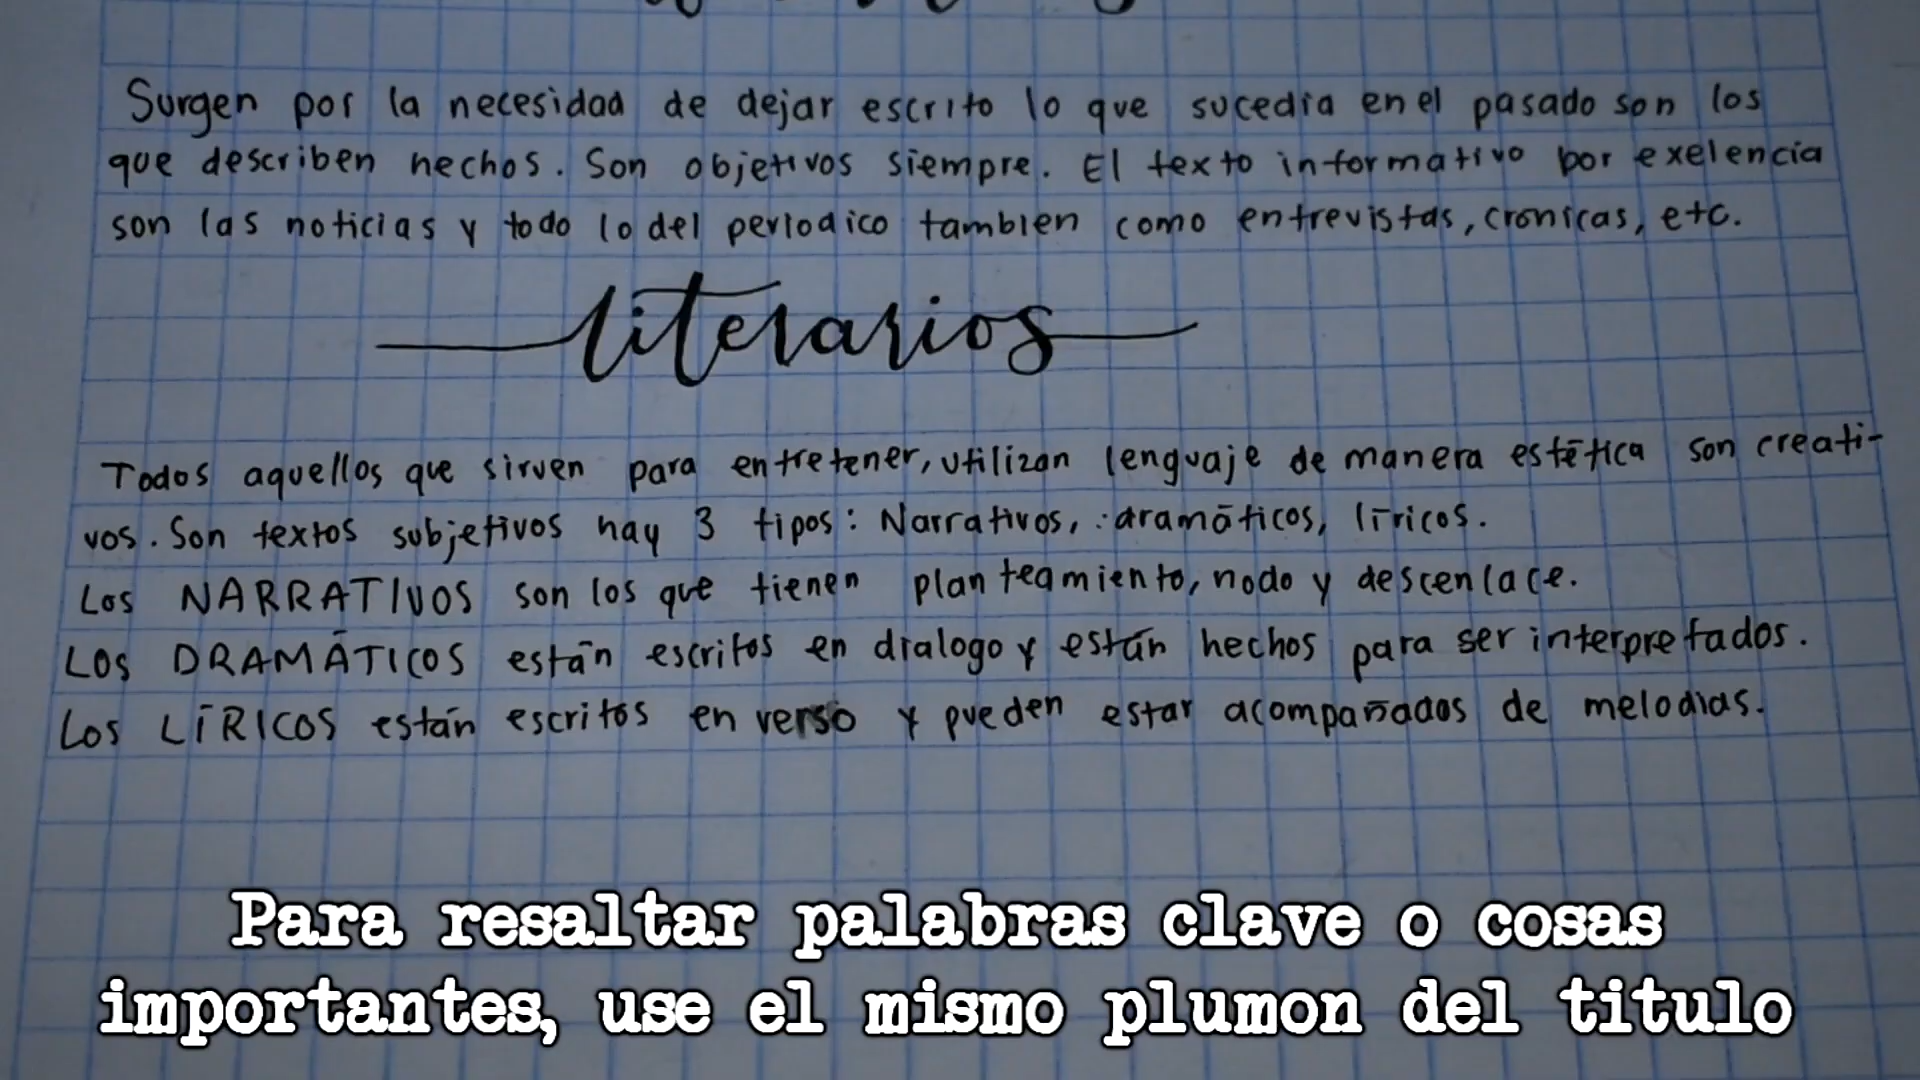 Surgen por la necesidad de dejar escrito lo que sucedia en el pasado son los
que describen hechos. Son objetivos siempre. El texto informativo por exelencia
son las noticias y todo lo del periodico tambien como entrevistas, cronicas, etc.
literarios
Todos aquellos que sirven para entretener, utilizan lenguaje de manera estética son creati-
vos. Son textos subjetivos hay 3 tipos: Narrativos, dramáticos, líricos.
Los NARRATIVOS son los que tienen planteamiento, nodo y descenlace.
Los DRAMÁTICOS están escritos en dialogo y están hechos para ser interpretados.
Los LÍRICOS están escritos en verso y pueden estar acompañados de melodias.
Para resaltar palabras clave o cosas
importantes, use el mismo plumon del titulo